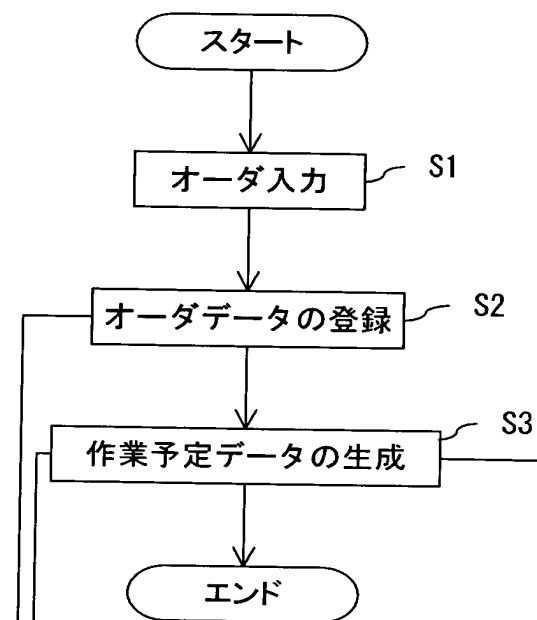 スタート
オーダ入力
S1
オーダデータの登録
S2
作業予定データの生成
S3
エンド